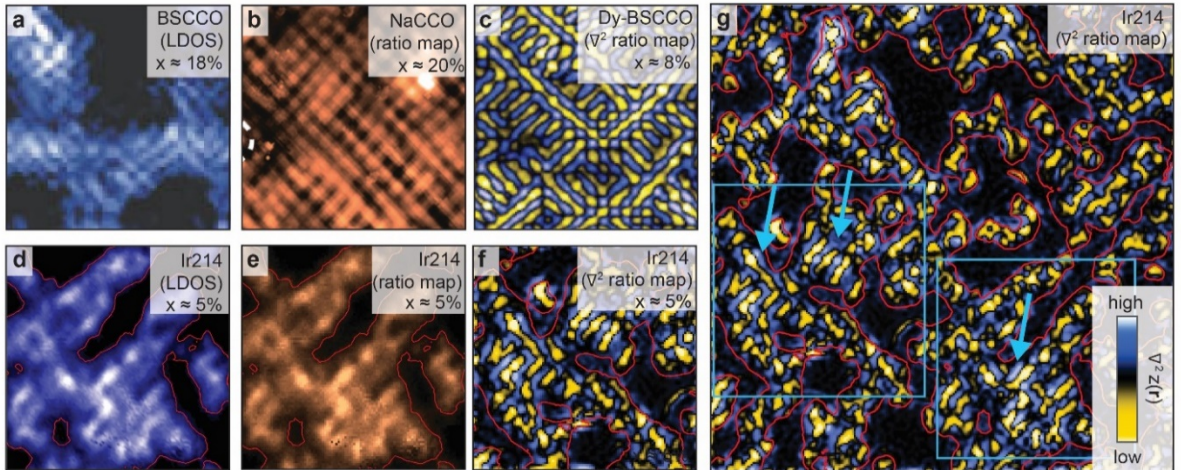 a
BSCCO
(LDOS)
x ≈ 18%
b
NaCCO
(ratio map)
x ≈ 20%
c
Dy-BSCCO
(∇² ratio map)
x ≈ 8%
d
Ir214
(LDOS)
x ≈ 5%
e
Ir214
(ratio map)
x ≈ 5%
f
Ir214
(∇² ratio map)
x ≈ 5%
g
Ir214
(∇² ratio map)
high
∇² z(r)
low